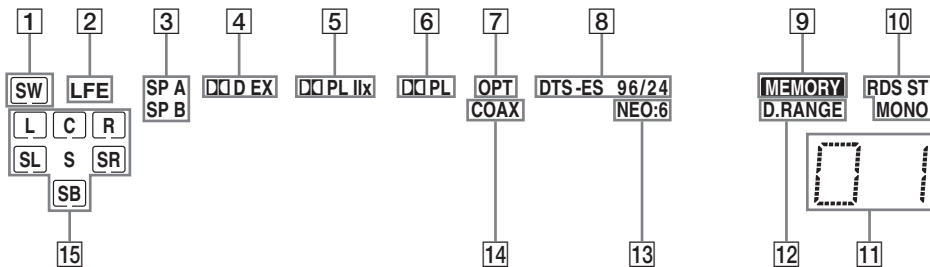 1 2 3 4 5 6 7 8 9 10
SW LFE SP A D EX PL IIx PL OPT DTS-ES 96/24 MEMORY RDS ST
SP B COAX NEO:6 D.RANGE MONO
L C R
SL S SR 0 1
SB
15 14 13 12 11